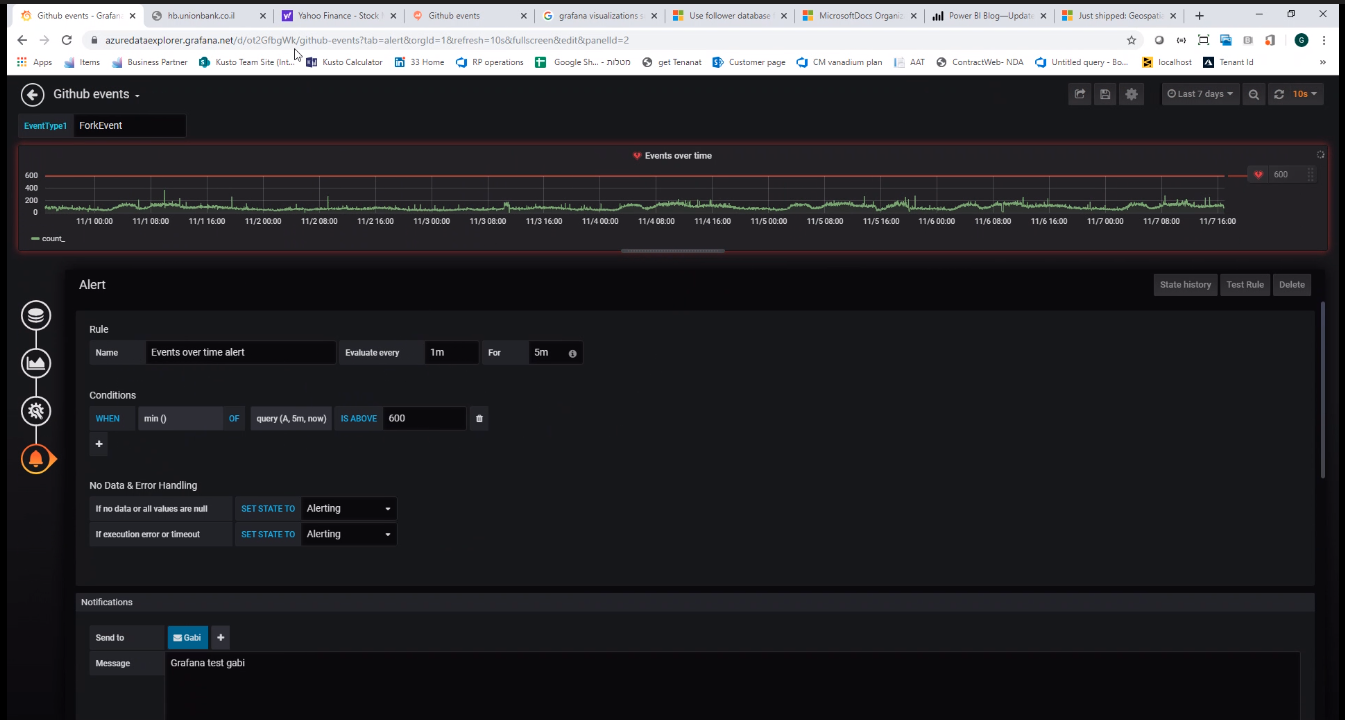 Github events - Grafan
hb.unionbank.co.il
Yahoo Finance - Stock M
Github events
grafana visualizations s
Use follower database f
MicrosoftDocs Organiz
Power BI Blog—Update
Just shipped: Geospati
azuredataexplorer.grafana.net/d/ot2GfbgWk/github-events?tab=alert&orgId=1&refresh=10s&fullscreen&edit&panelId=2
G
Apps
Items
Business Partner
Kusto Team Site (Int...
Kusto Calculator
33 Home
RP operations
Google Sh... - חטלסות
get Tenanat
Customer page
CM vanadium plan
AAT
ContractWeb- NDA
Untitled query - Bo...
localhost
Tenant Id
»
Github events
Last 7 days
10s
EventType1 ForkEvent
Events over time
600
400
200
0
600
11/1 00:00 11/1 08:00 11/1 16:00 11/2 00:00 11/2 08:00 11/2 16:00 11/3 00:00 11/3 08:00 11/3 16:00 11/4 00:00 11/4 08:00 11/4 16:00 11/5 00:00 11/5 08:00 11/5 16:00 11/6 00:00 11/6 08:00 11/6 16:00 11/7 00:00 11/7 08:00 11/7 16:00
count_
Alert
State history
Test Rule
Delete
Rule
Name Events over time alert Evaluate every 1m For 5m
Conditions
WHEN min () OF query (A, 5m, now) IS ABOVE 600
+
No Data & Error Handling
If no data or all values are null SET STATE TO Alerting
If execution error or timeout SET STATE TO Alerting
Notifications
Send to Gabi +
Message Grafana test gabi